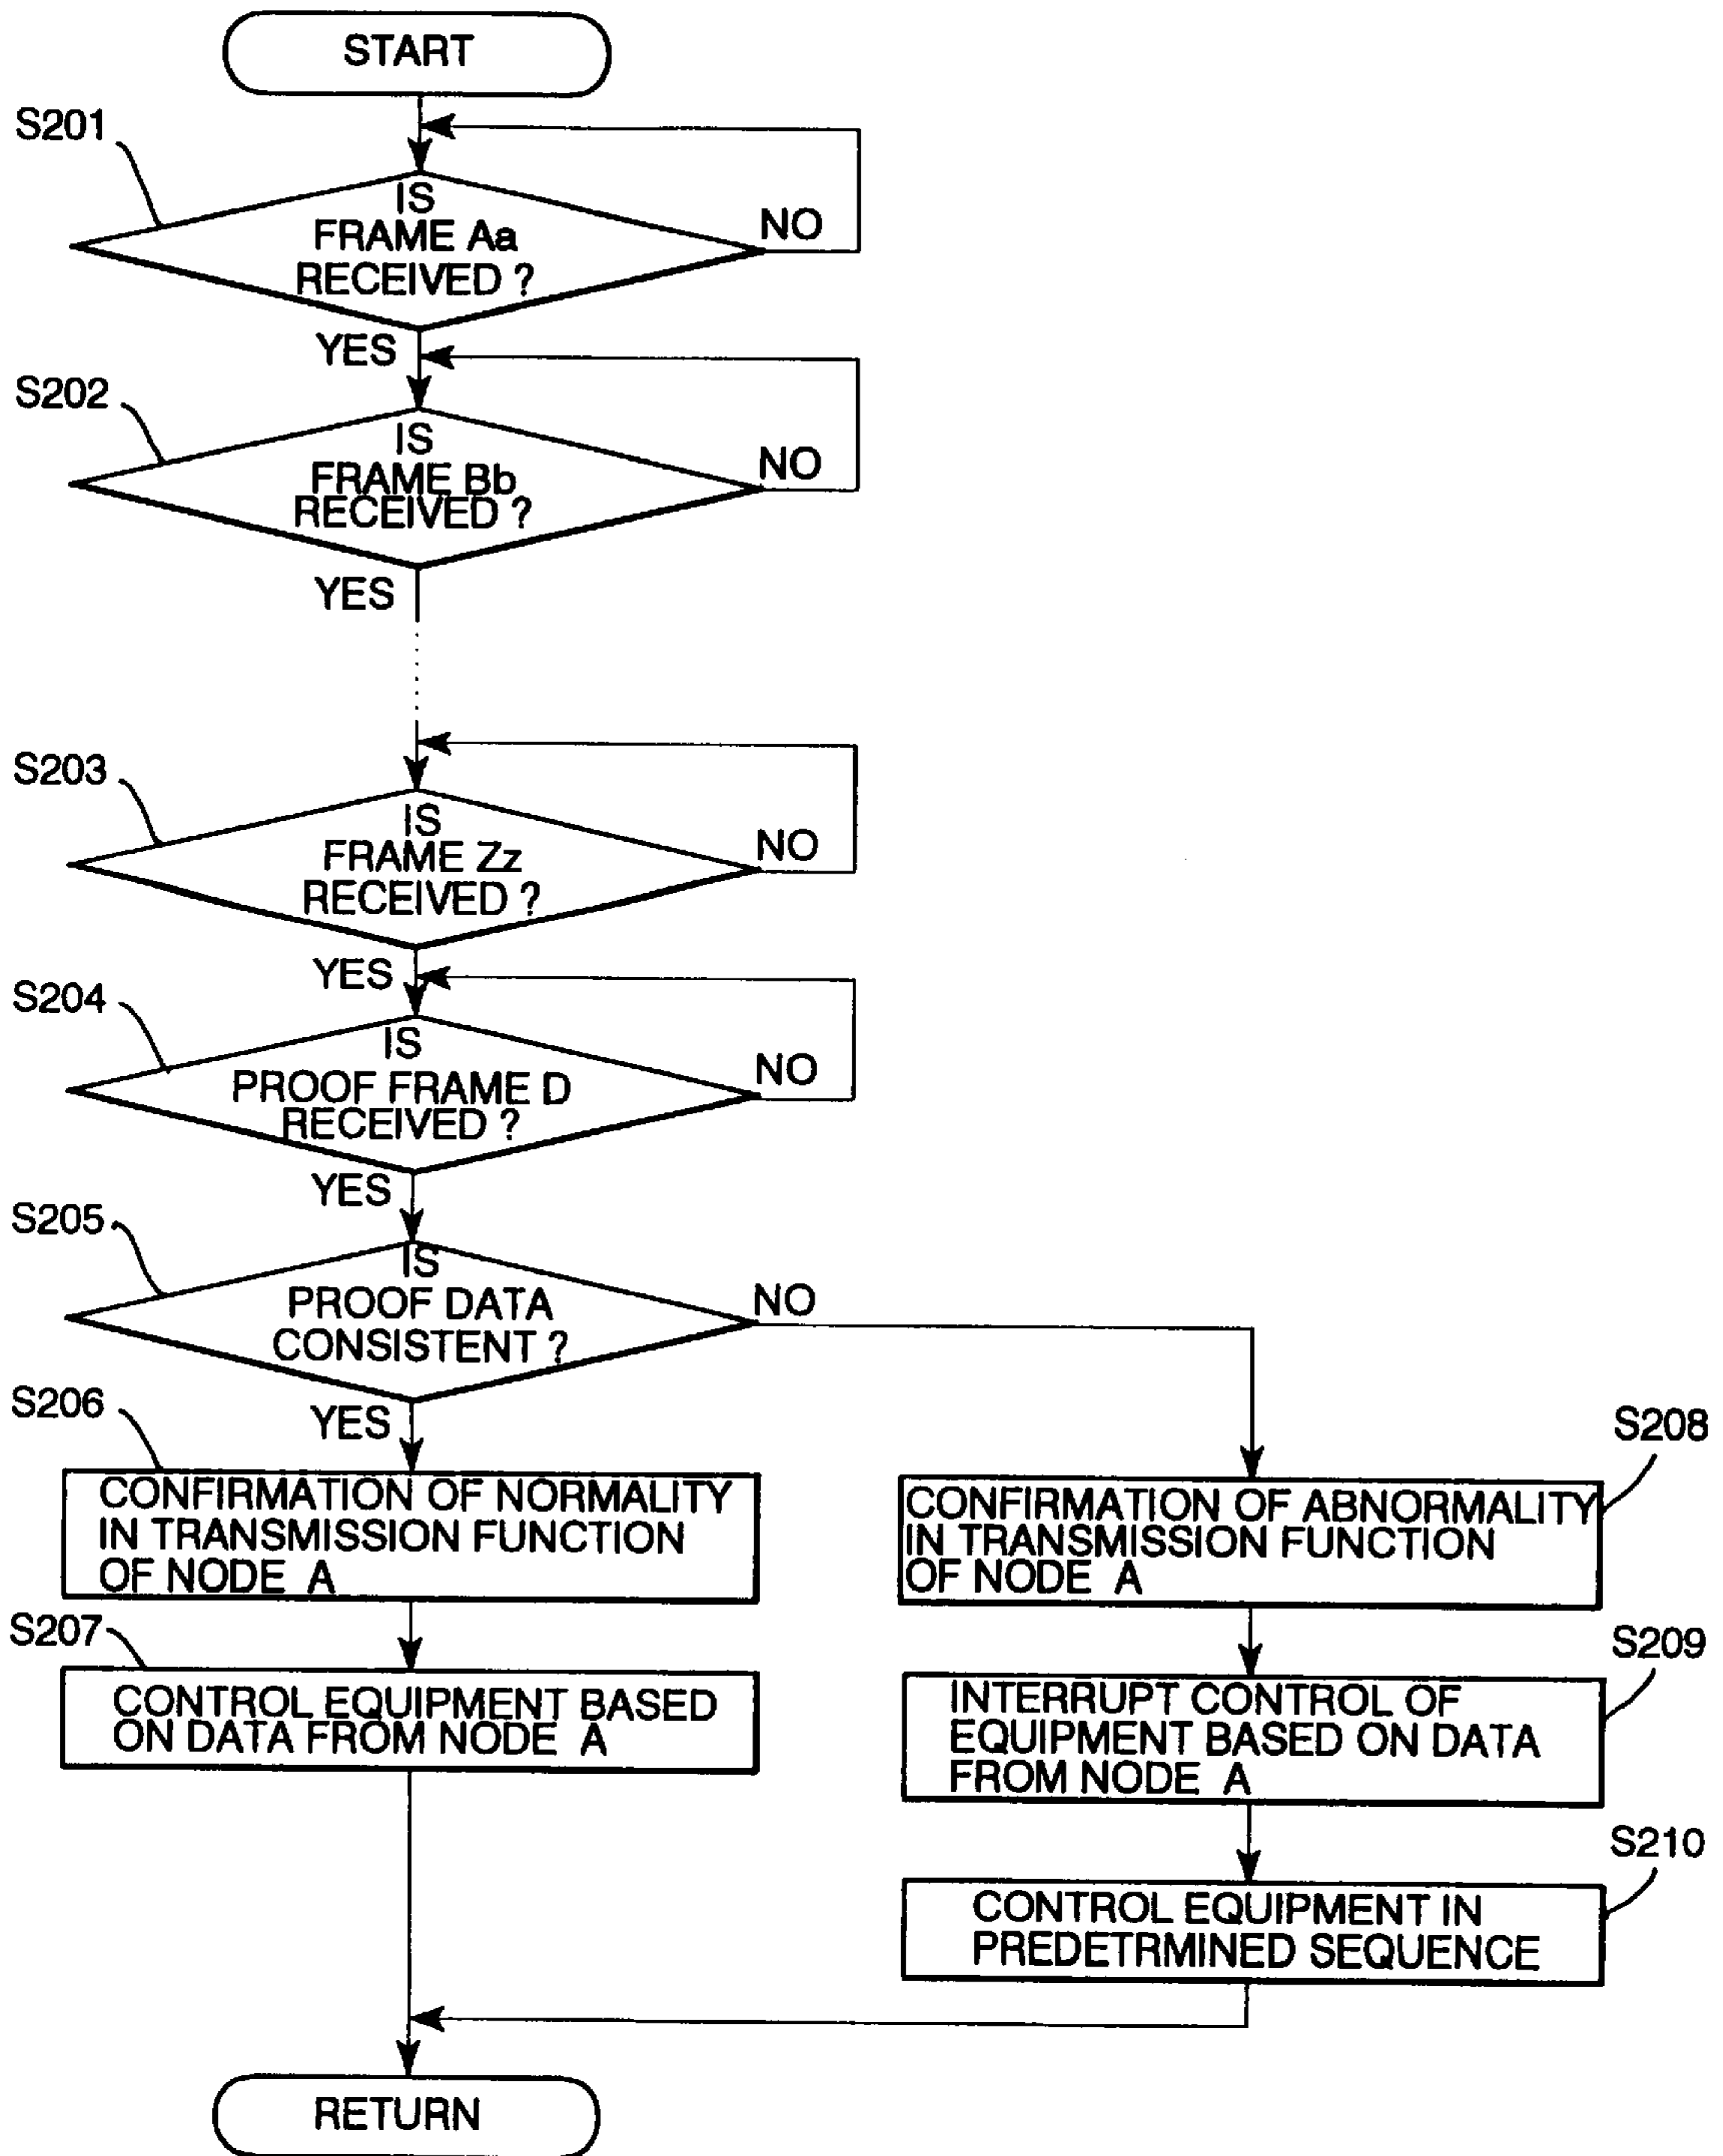 START
S201
IS
FRAME Aa
RECEIVED ?
NO
YES
S202
IS
FRAME Bb
RECEIVED ?
NO
YES
S203
IS
FRAME Zz
RECEIVED ?
NO
YES
S204
IS
PROOF FRAME D
RECEIVED ?
NO
YES
S205
IS
PROOF DATA
CONSISTENT ?
NO
YES
S206
CONFIRMATION OF NORMALITY
IN TRANSMISSION FUNCTION
OF NODE A
S207
CONTROL EQUIPMENT BASED
ON DATA FROM NODE A
S208
CONFIRMATION OF ABNORMALITY
IN TRANSMISSION FUNCTION
OF NODE A
S209
INTERRUPT CONTROL OF
EQUIPMENT BASED ON DATA
FROM NODE A
S210
CONTROL EQUIPMENT IN
PREDETRMINED SEQUENCE
RETURN